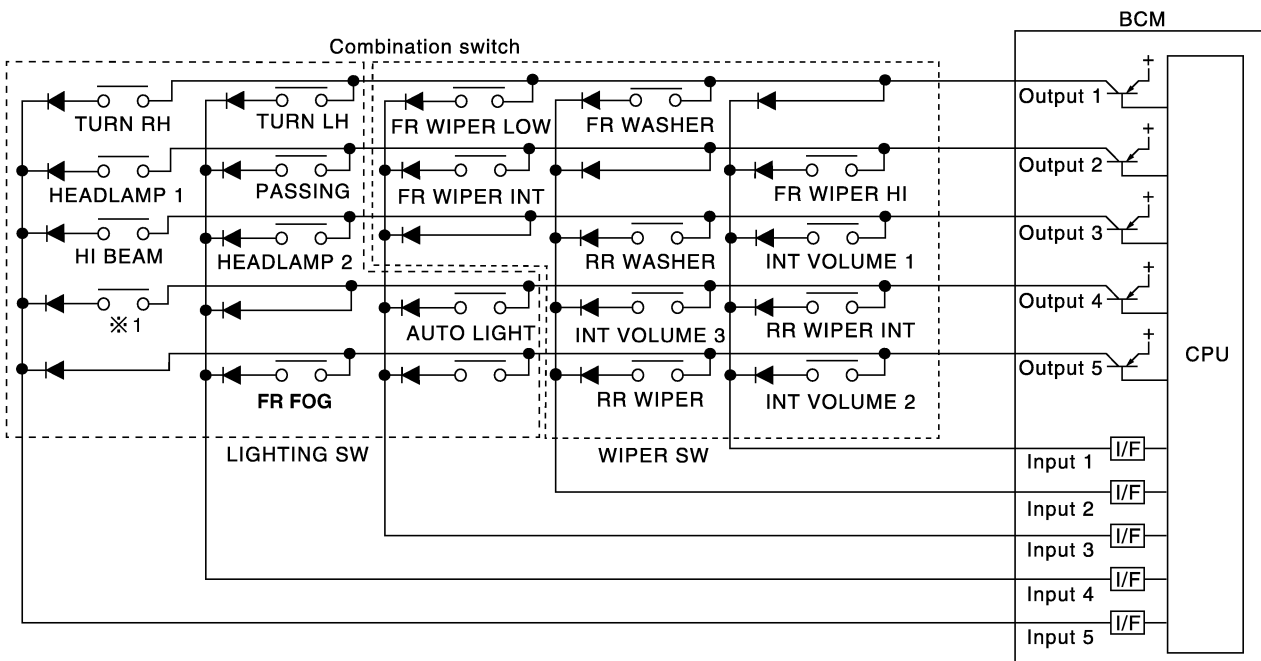 BCM
Combination switch
TURN RH
TURN LH
FR WIPER LOW
FR WASHER
Output 1
+
HEADLAMP 1
PASSING
FR WIPER INT
FR WIPER HI
Output 2
+
HI BEAM
HEADLAMP 2
RR WASHER
INT VOLUME 1
Output 3
+
※1
AUTO LIGHT
INT VOLUME 3
RR WIPER INT
Output 4
+
FR FOG
RR WIPER
INT VOLUME 2
Output 5
+
CPU
LIGHTING SW
WIPER SW
Input 1
I/F
Input 2
I/F
Input 3
I/F
Input 4
I/F
Input 5
I/F